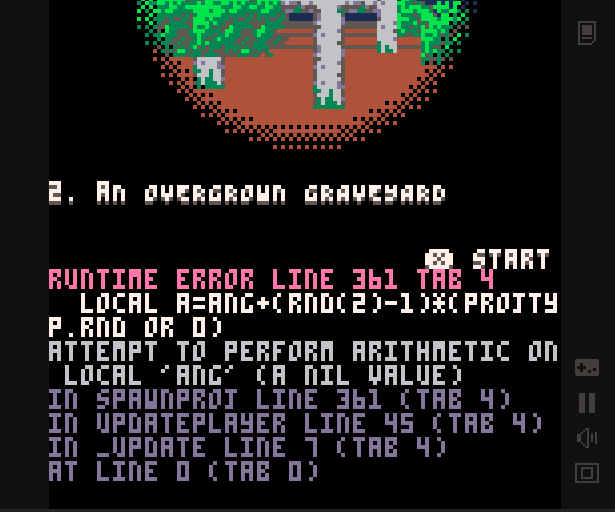 2. AN OVERGROWN GRAVEYARD
ⓧ START
RUNTIME ERROR LINE 361 TAB 4
LOCAL A=ANG+(RND(2)-1)*(PROJTY
P.RND OR 0)
ATTEMPT TO PERFORM ARITHMETIC ON
LOCAL 'ANG' (A NIL VALUE)
IN SPAWNPROJ LINE 361 (TAB 4)
IN UPDATEPLAYER LINE 45 (TAB 4)
IN _UPDATE LINE 7 (TAB 4)
AT LINE 0 (TAB 0)